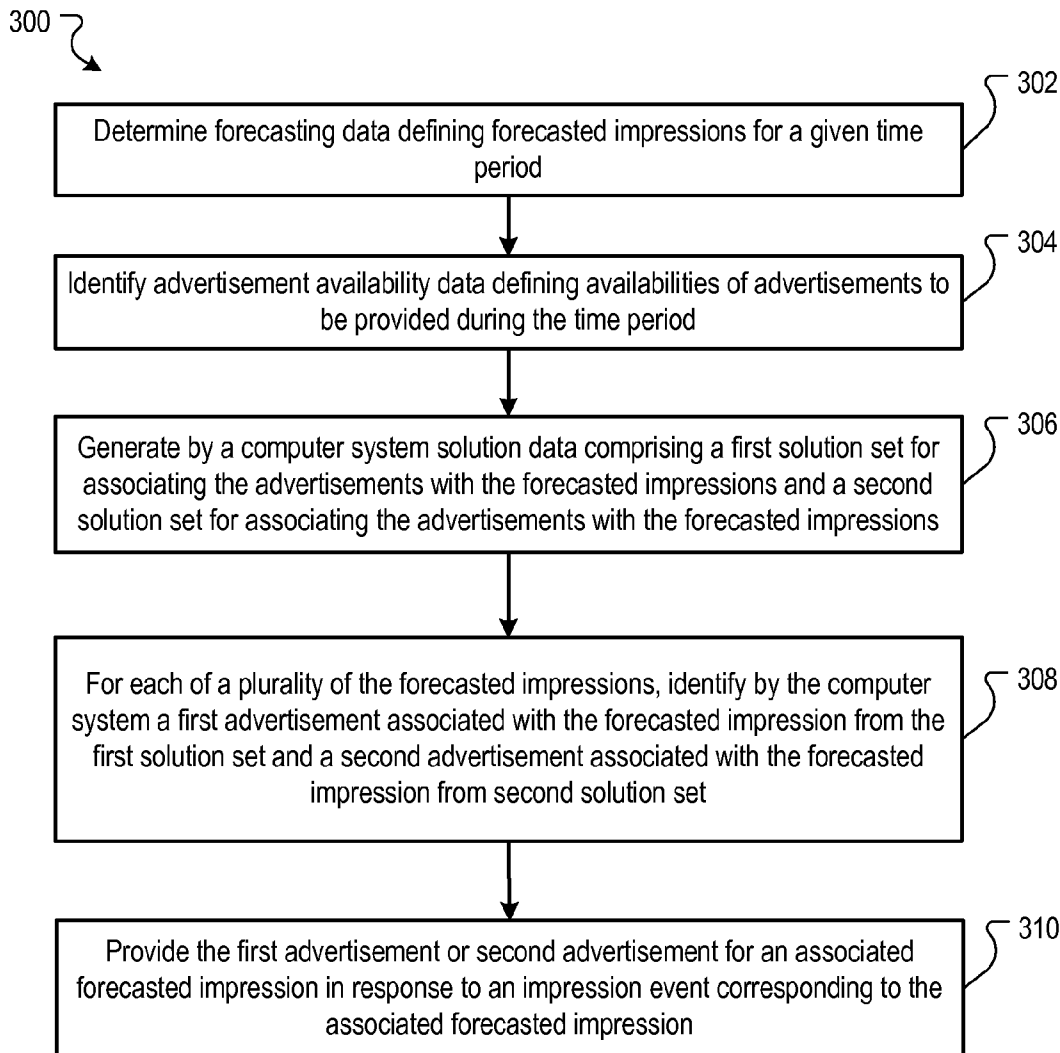 300
302
Determine forecasting data defining forecasted impressions for a given time
period
304
Identify advertisement availability data defining availabilities of advertisements to
be provided during the time period
306
Generate by a computer system solution data comprising a first solution set for
associating the advertisements with the forecasted impressions and a second
solution set for associating the advertisements with the forecasted impressions
308
For each of a plurality of the forecasted impressions, identify by the computer
system a first advertisement associated with the forecasted impression from the
first solution set and a second advertisement associated with the forecasted
impression from second solution set
310
Provide the first advertisement or second advertisement for an associated
forecasted impression in response to an impression event corresponding to the
associated forecasted impression